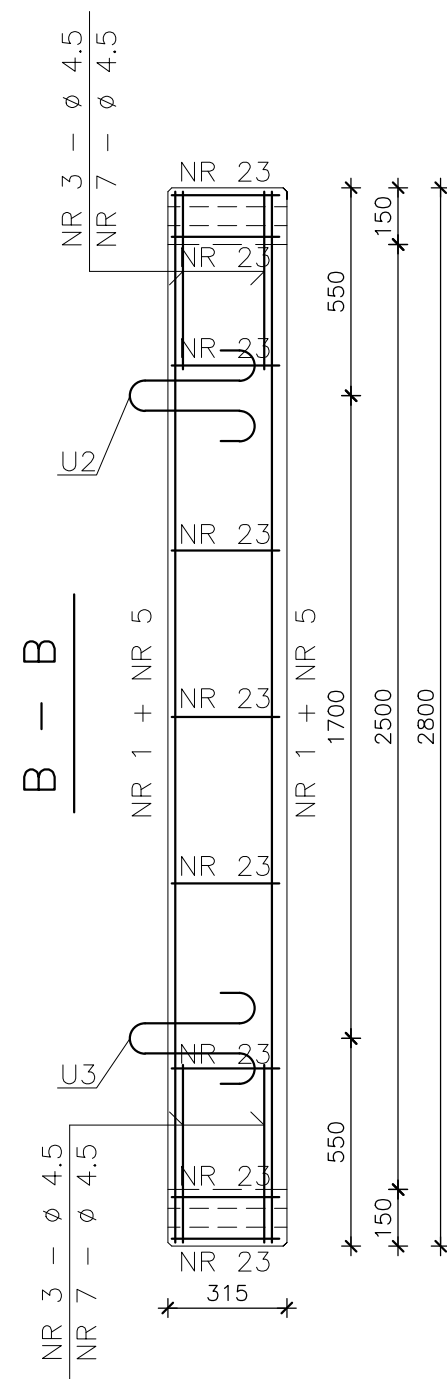 NR 3 – ø 4.5
NR 7 – ø 4.5
NR 23
NR 23
NR 23
U2
NR 23
B – B
NR 1 + NR 5
NR 23
NR 1 + NR 5
NR 23
U3
NR 23
NR 23
NR 23
NR 3 – ø 4.5
NR 7 – ø 4.5
315
550
1700
550
150
2500
150
2800